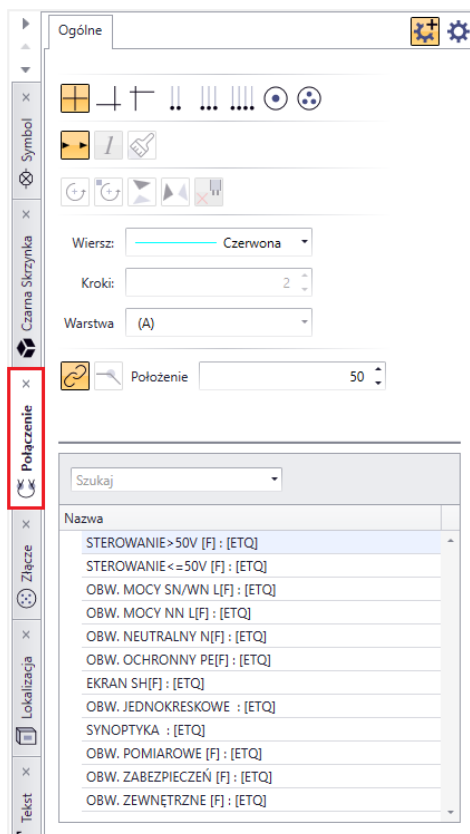 Ogólne
Symbol
Czarna Skrzynka
Połączenie
Złącze
Lokalizacja
Tekst
1
Wiersz: Czerwona
Kroki: 2
Warstwa (A)
Położenie 50
Szukaj
Nazwa
STEROWANIE>50V [F] : [ETQ]
STEROWANIE<=50V [F] : [ETQ]
OBW. MOCY SN/WN L[F] : [ETQ]
OBW. MOCY NN L[F] : [ETQ]
OBW. NEUTRALNY N[F] : [ETQ]
OBW. OCHRONNY PE[F] : [ETQ]
EKRAN SH[F] : [ETQ]
OBW. JEDNOKRESKOWE : [ETQ]
SYNOPTYKA : [ETQ]
OBW. POMIAROWE [F] : [ETQ]
OBW. ZABEZPIECZEŃ [F] : [ETQ]
OBW. ZEWNĘTRZNE [F] : [ETQ]